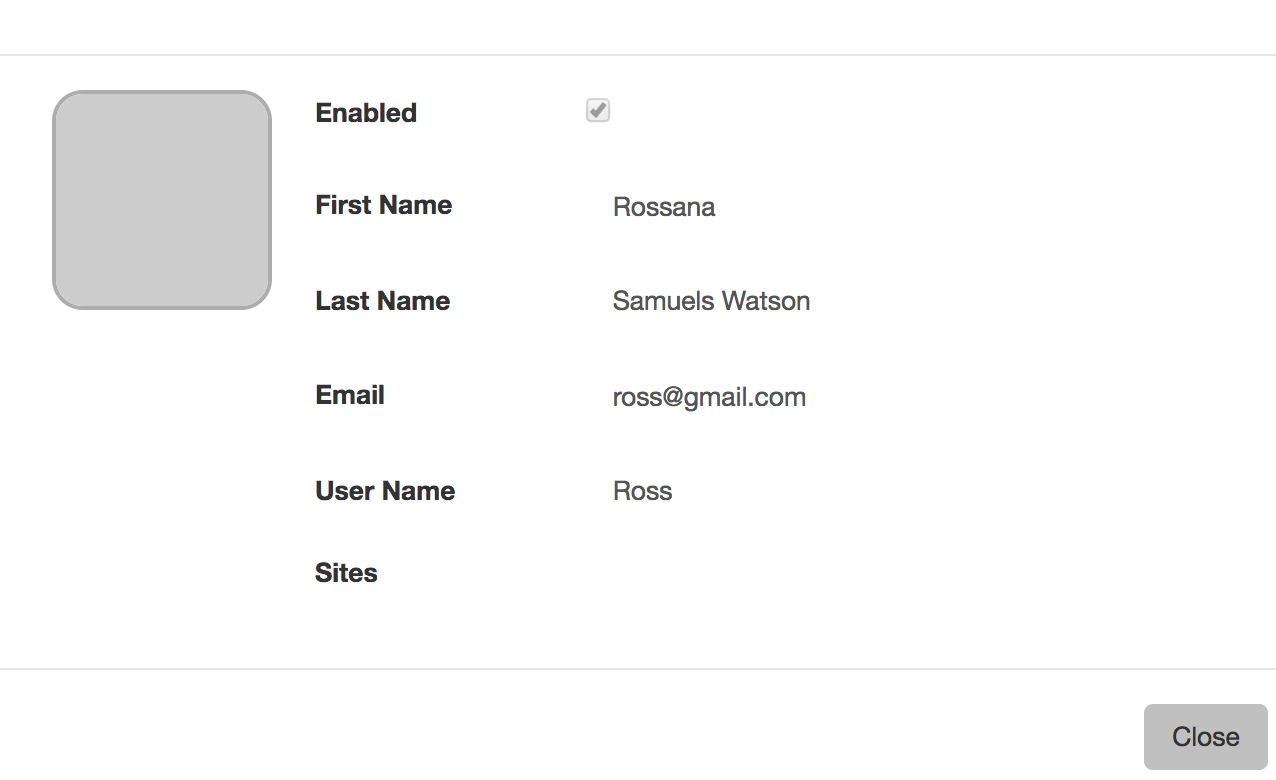 Enabled
First Name Rossana
Last Name Samuels Watson
Email ross@gmail.com
User Name Ross
Sites
Close